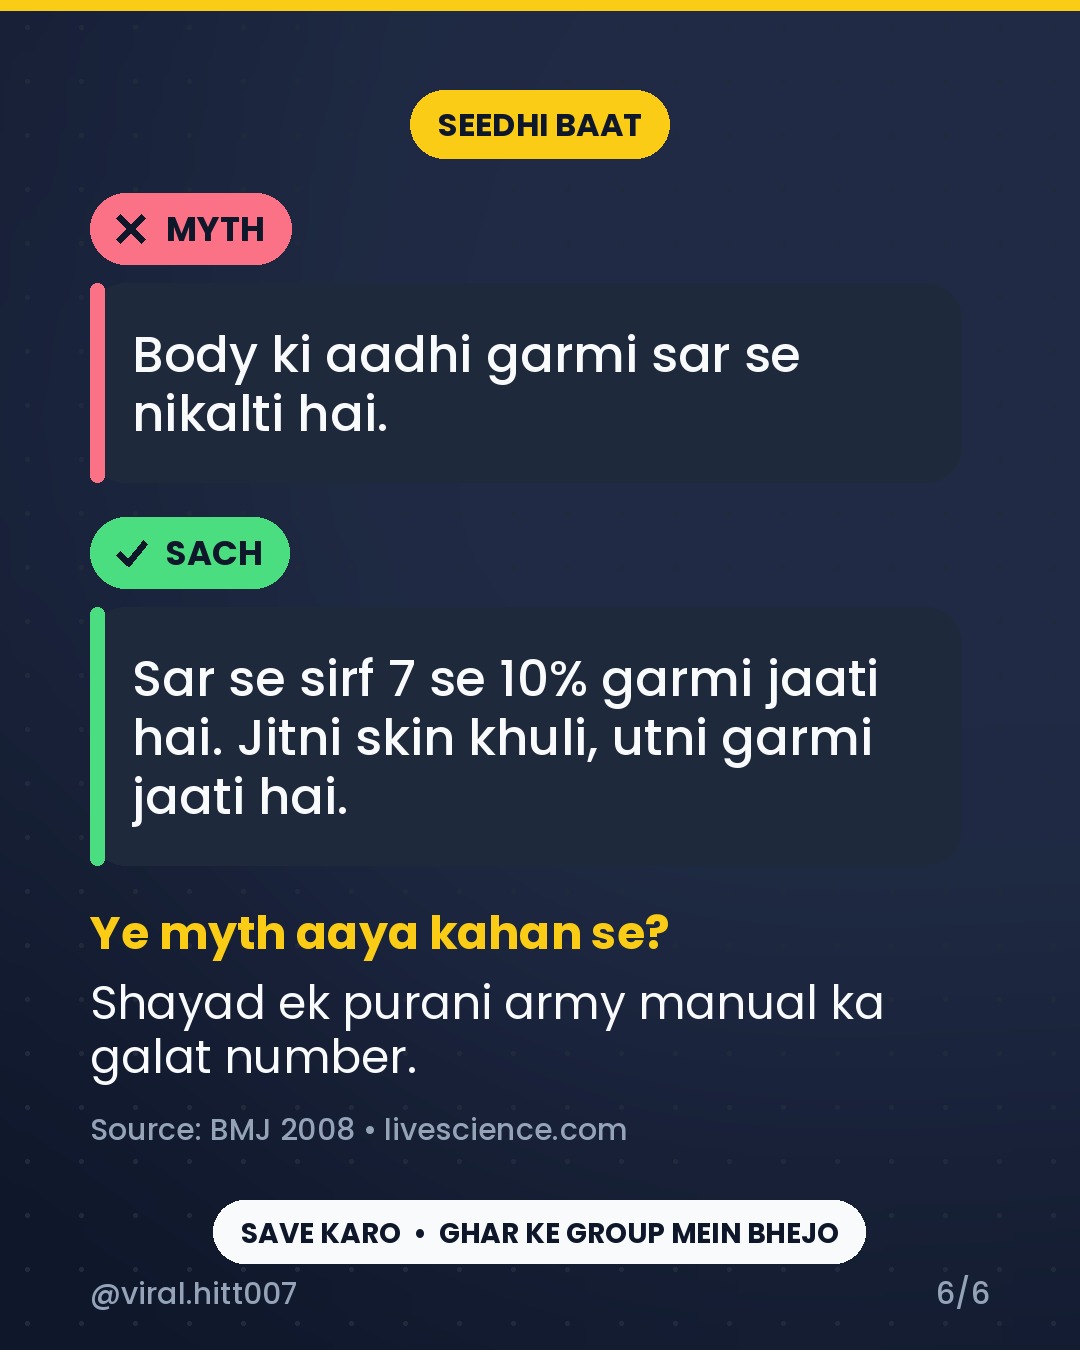 SEEDHI BAAT
MYTH
Body ki aadhi garmi sar se
nikalti hai.
SACH
Sar se sirf 7 se 10% garmi jaati
hai. Jitni skin khuli, utni garmi
jaati hai.
Ye myth aaya kahan se?
Shayad ek purani army manual ka
galat number.
Source: BMJ 2008 • livescience.com
SAVE KARO • GHAR KE GROUP MEIN BHEJO
@viral.hitt007
6/6